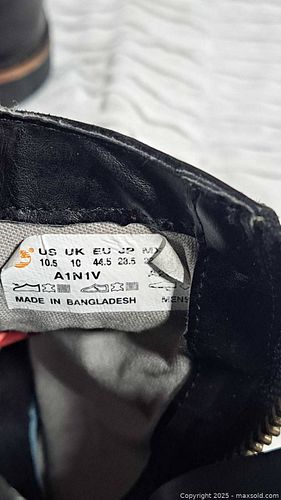 US UK EU JP MX
10.5 10 44.5 28.5
A1N1V
MADE IN BANGLADESH MENS
Copyright © 2025 - maxsold.com